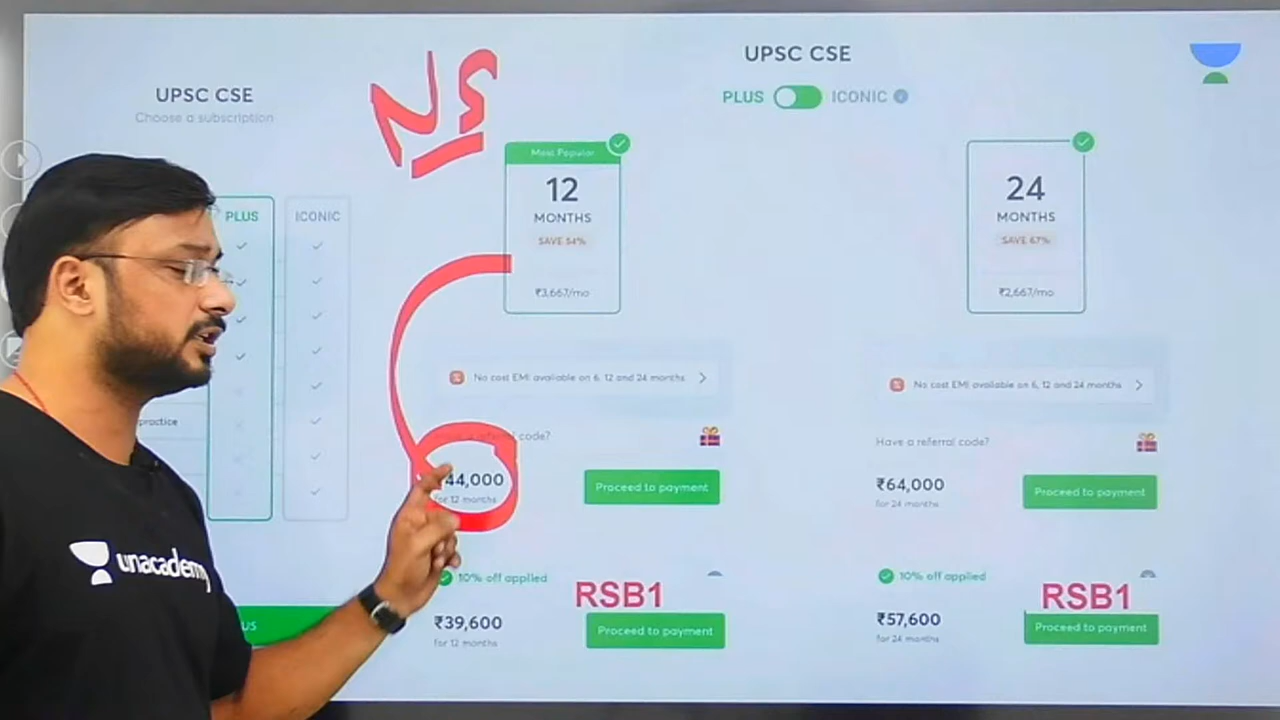 UPSC CSE
Choose a subscription
PLUS
ICONIC
practice
UPSC CSE
PLUS
ICONIC
Most Popular
12
MONTHS
SAVE 54%
₹3,667/mo
24
MONTHS
SAVE 67%
₹2,667/mo
No cost EMI available on 6, 12 and 24 months
No cost EMI available on 6, 12 and 24 months
code?
Have a referral code?
₹44,000
for 12 months
Proceed to payment
₹64,000
for 24 months
Proceed to payment
10% off applied
RSB1
₹39,600
for 12 months
Proceed to payment
10% off applied
RSB1
₹57,600
for 24 months
Proceed to payment
unacademy